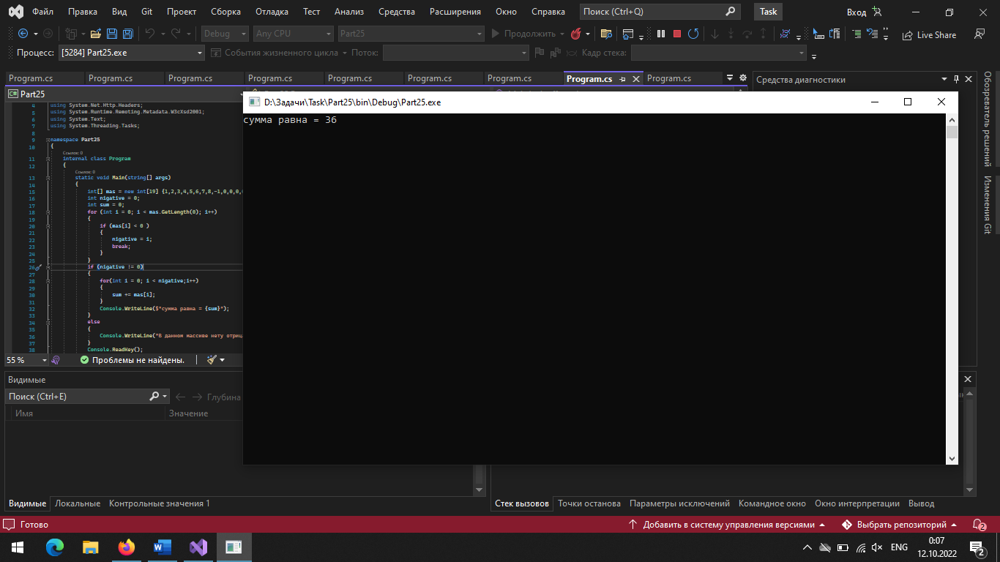 Файл Правка Вид Git Проект Сборка Отладка Тест Анализ Средства Расширения Окно Справка Поиск (Ctrl+Q) Task Вход
Debug Any CPU Part25 Продолжить Live Share
Процесс: [5284] Part25.exe События жизненного цикла Поток: Кадр стека:
Program.cs Program.cs Program.cs Program.cs Program.cs Program.cs Program.cs Program.cs Program.cs Средства диагностики
Part25
D:\Задачи\Task\Part25\bin\Debug\Part25.exe
сумма равна = 36
4 using System.Net.Http.Headers;
5 using System.Runtime.Remoting.Metadata.W3cXsd2001;
6 using System.Text;
7 using System.Threading.Tasks;
8
9 namespace Part25
10 {
Ссылок: 0
11 internal class Program
12 {
Ссылок: 0
13 static void Main(string[] args)
14 {
15 int[] mas = new int[19] {1,2,3,4,5,6,7,8,-1,0,0,0,
16 int nigative = 0;
17 int sum = 0;
18 for (int i = 0; i < mas.GetLength(0); i++)
19 {
20 if (mas[i] < 0 )
21 {
22 nigative = i;
23 break;
24 }
25 }
26 if (nigative != 0)
27 {
28 for(int i = 0; i < nigative;i++)
29 {
30 sum += mas[i];
31 }
32 Console.WriteLine($"сумма равна = {sum}");
33 }
34 else
35 {
36 Console.WriteLine("В данном массиве нету отрица
37 }
38 Console.ReadKey();
55 % Проблемы не найдены.
Видимые
Поиск (Ctrl+E) Глубина
Имя Значение
Видимые Локальные Контрольные значения 1
Стек вызовов Точки останова Параметры исключений Командное окно Окно интерпретации Вывод
Обозреватель решений
Изменения Git
Готово Добавить в систему управления версиями Выбрать репозиторий 2
ENG 0:07
12.10.2022 2